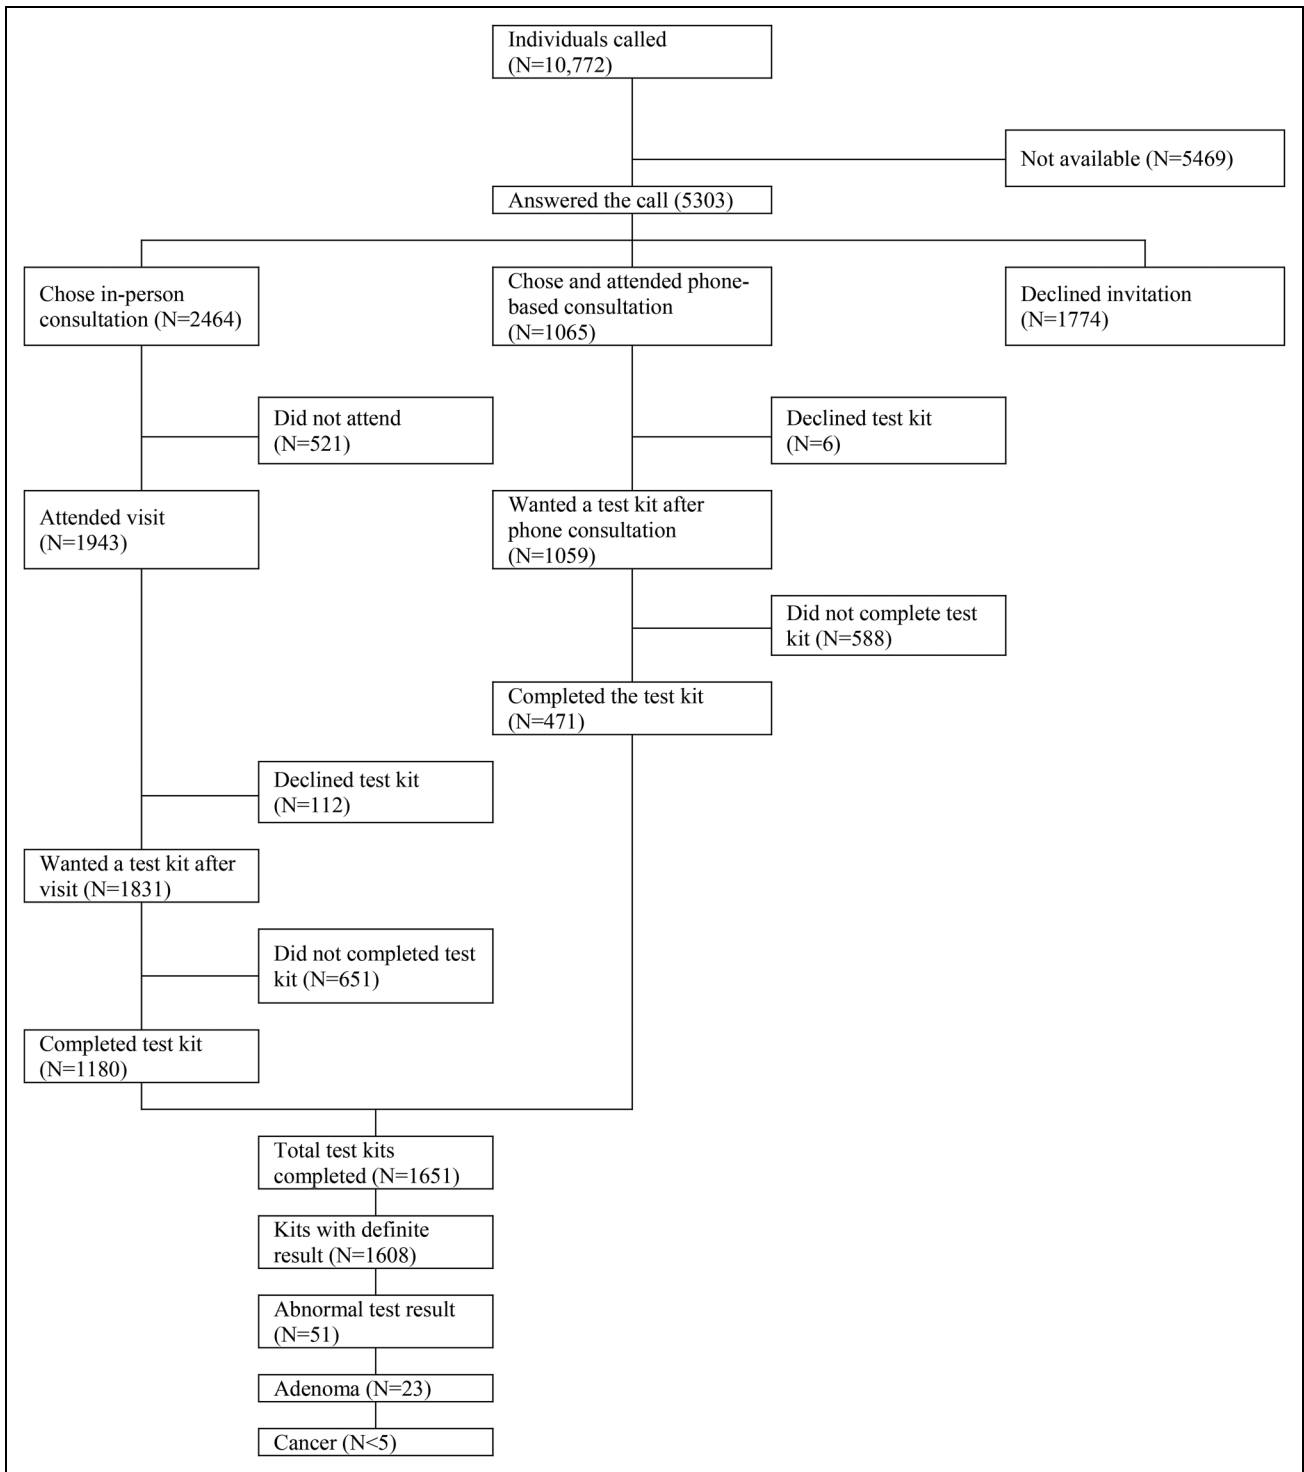 Individuals called
(N=10,772)
Not available (N=5469)
Answered the call (5303)
Chose in-person
consultation (N=2464)
Chose and attended phone-
based consultation
(N=1065)
Declined invitation
(N=1774)
Did not attend
(N=521)
Declined test kit
(N=6)
Attended visit
(N=1943)
Wanted a test kit after
phone consultation
(N=1059)
Did not complete test
kit (N=588)
Completed the test kit
(N=471)
Declined test kit
(N=112)
Wanted a test kit after
visit (N=1831)
Did not completed test
kit (N=651)
Completed test kit
(N=1180)
Total test kits
completed (N=1651)
Kits with definite
result (N=1608)
Abnormal test result
(N=51)
Adenoma (N=23)
Cancer (N<5)